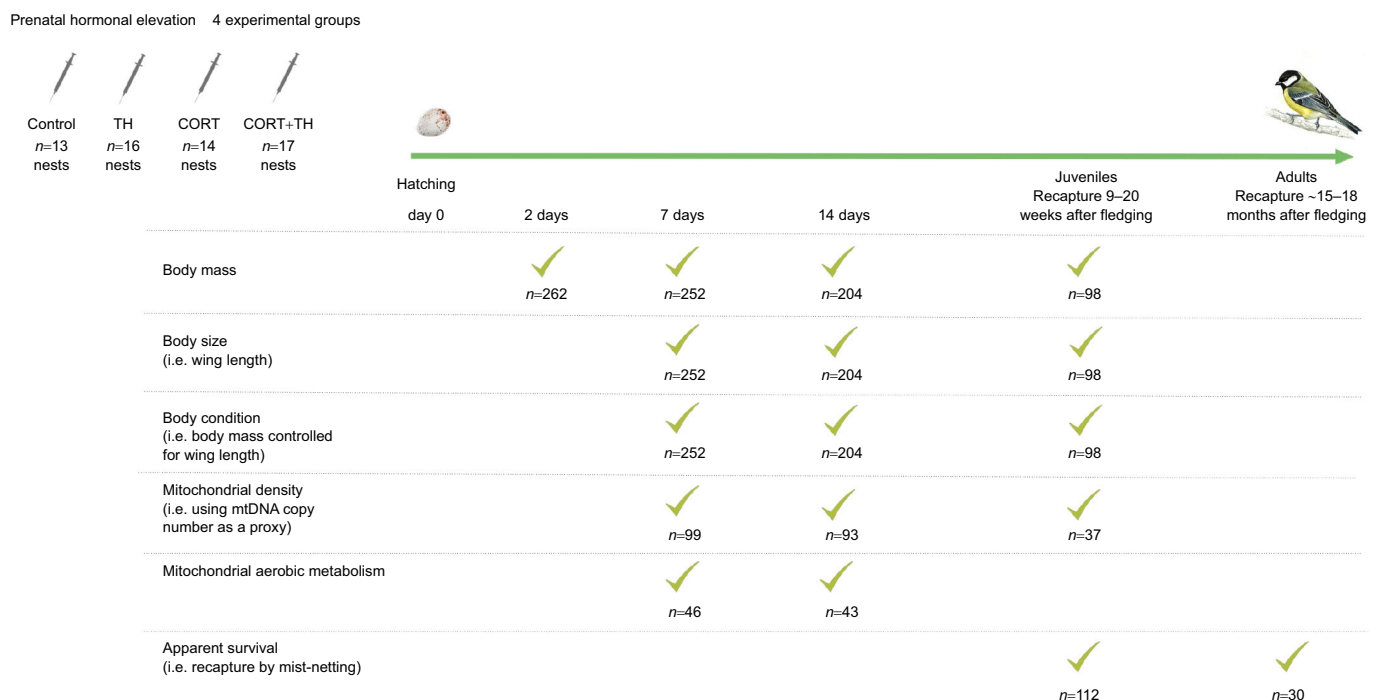 Prenatal hormonal elevation 4 experimental groups
Control TH CORT CORT+TH
n=13 n=16 n=14 n=17
nests nests nests nests
Hatching
day 0
2 days
7 days
14 days
Juveniles
Recapture 9–20
weeks after fledging
Adults
Recapture ~15–18
months after fledging
Body mass
n=262 n=252 n=204 n=98
Body size
(i.e. wing length)
n=252 n=204 n=98
Body condition
(i.e. body mass controlled
for wing length)
n=252 n=204 n=98
Mitochondrial density
(i.e. using mtDNA copy
number as a proxy)
n=99 n=93 n=37
Mitochondrial aerobic metabolism
n=46 n=43
Apparent survival
(i.e. recapture by mist-netting)
n=112 n=30